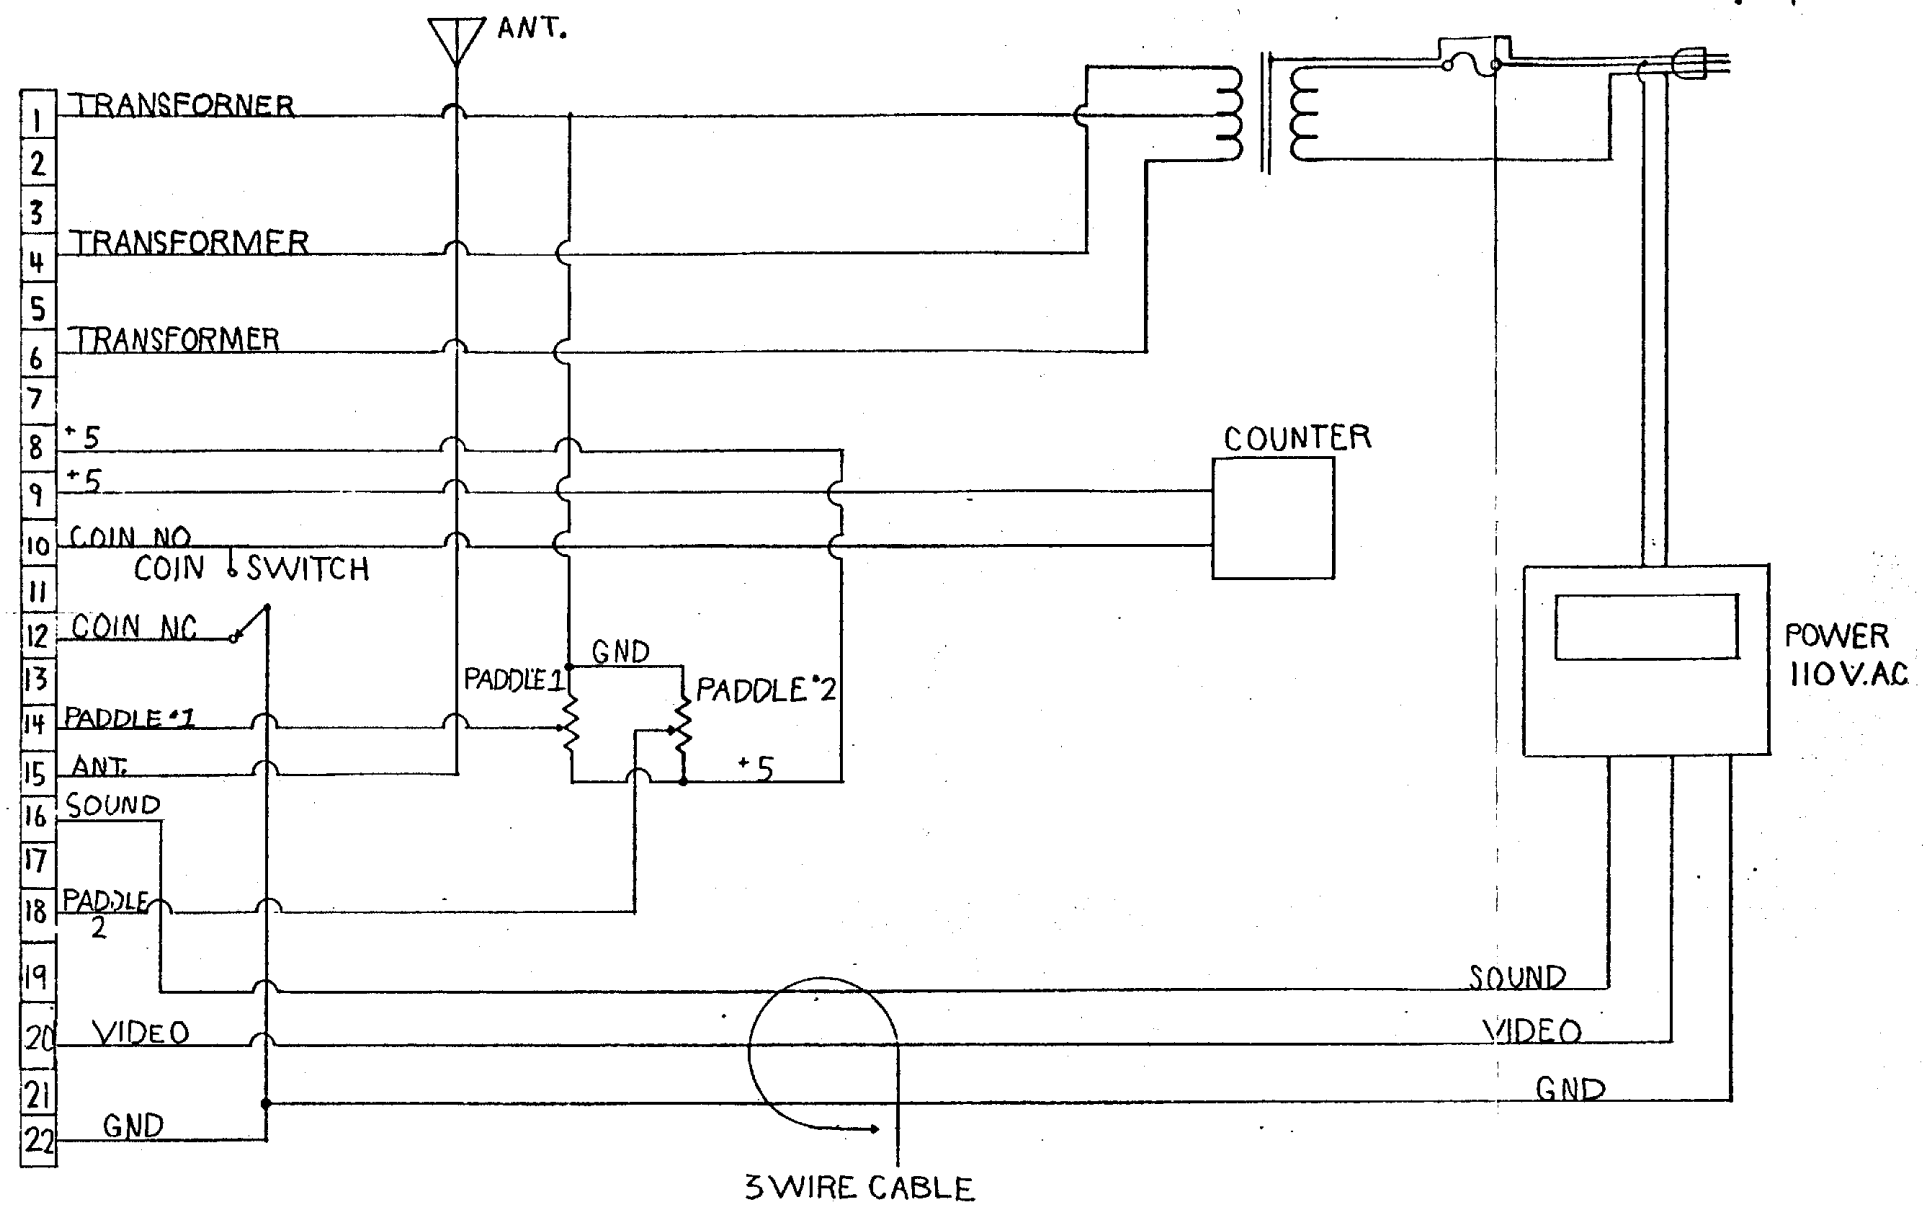 ANT.
1 TRANSFORNER
2
3
4 TRANSFORMER
5
6 TRANSFORMER
7
8 +5
9 +5
COUNTER
10 COIN NO
COIN SWITCH
11
12 COIN NC
13
GND
PADDLE 1
PADDLE #2
POWER
110 V.AC
14 PADDLE #1
15 ANT.
+5
16 SOUND
17
18 PADDLE
2
19
SOUND
20 VIDEO
VIDEO
21
GND
22 GND
3 WIRE CABLE